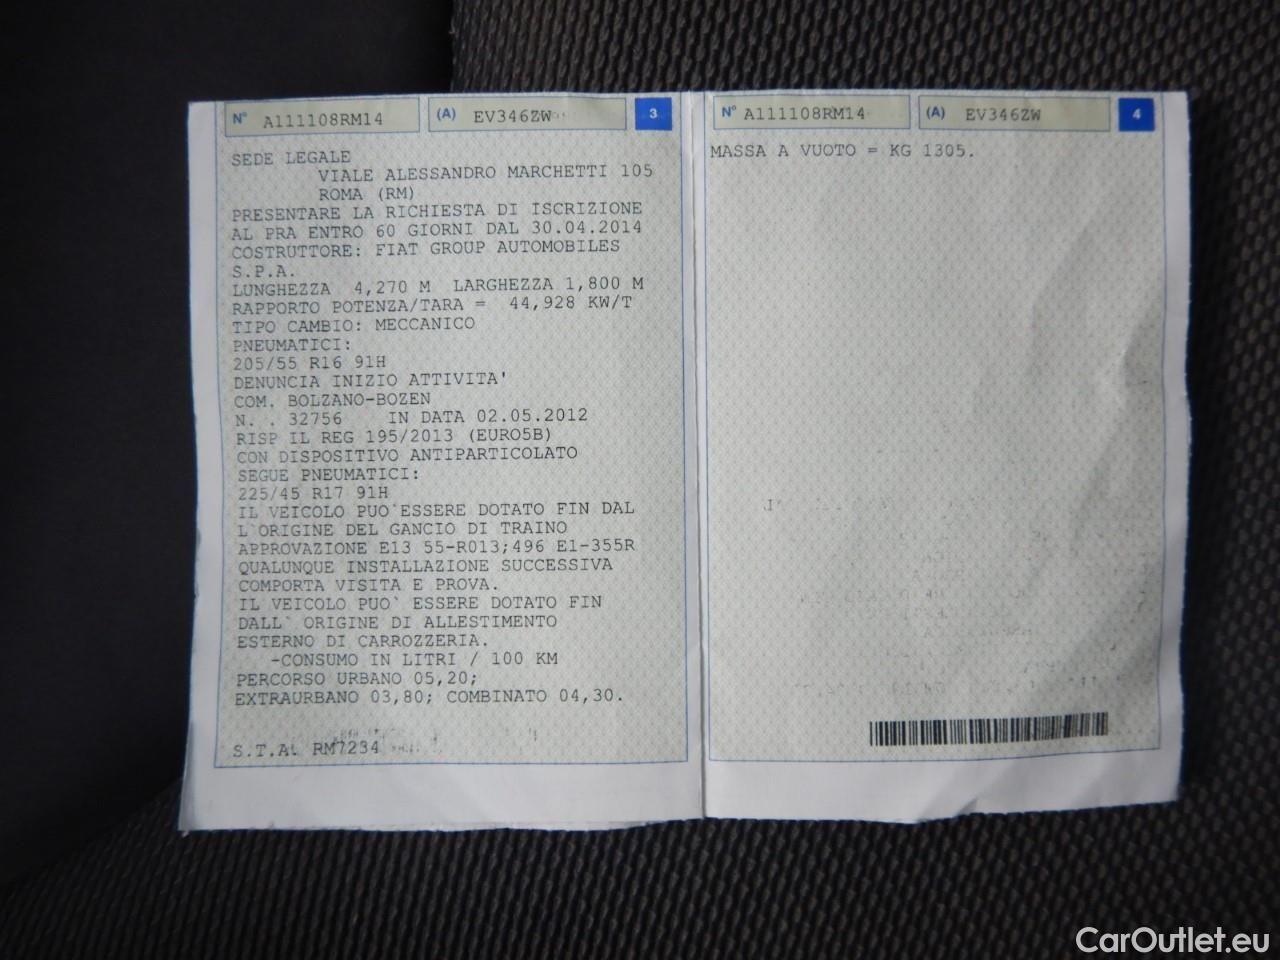 N° A111108RM14 (A) EV346ZW 3
SEDE LEGALE
VIALE ALESSANDRO MARCHETTI 105
ROMA (RM)
PRESENTARE LA RICHIESTA DI ISCRIZIONE
AL PRA ENTRO 60 GIORNI DAL 30.04.2014
COSTRUTTORE: FIAT GROUP AUTOMOBILES
S.P.A.
LUNGHEZZA 4,270 M LARGHEZZA 1,800 M
RAPPORTO POTENZA/TARA = 44,928 KW/T
TIPO CAMBIO: MECCANICO
PNEUMATICI:
205/55 R16 91H
DENUNCIA INIZIO ATTIVITA'
COM. BOLZANO-BOZEN
N. . 32756 IN DATA 02.05.2012
RISP IL REG 195/2013 (EURO5B)
CON DISPOSITIVO ANTIPARTICOLATO
SEGUE PNEUMATICI:
225/45 R17 91H
IL VEICOLO PUO`ESSERE DOTATO FIN DAL
L`ORIGINE DEL GANCIO DI TRAINO
APPROVAZIONE E13 55-R013;496 E1-355R
QUALUNQUE INSTALLAZIONE SUCCESSIVA
COMPORTA VISITA E PROVA.
IL VEICOLO PUO` ESSERE DOTATO FIN
DALL` ORIGINE DI ALLESTIMENTO
ESTERNO DI CARROZZERIA.
-CONSUMO IN LITRI / 100 KM
PERCORSO URBANO 05,20;
EXTRAURBANO 03,80; COMBINATO 04,30.
S.T.A. RM7234
N° A111108RM14 (A) EV346ZW 4
MASSA A VUOTO = KG 1305.
CarOutlet.eu